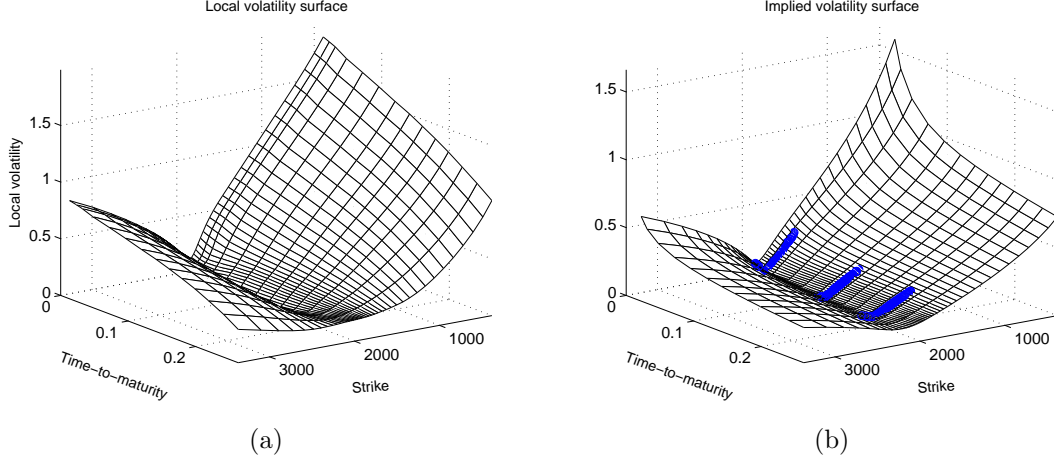 Local volatility surface
Local volatility
1.5
1
0.5
0
0
0.1
0.2
Time−to−maturity
3000
2000
1000
Strike
(a)
Implied volatility surface
1.5
1
0.5
0
0
0.1
0.2
Time−to−maturity
3000
2000
1000
Strike
(b)